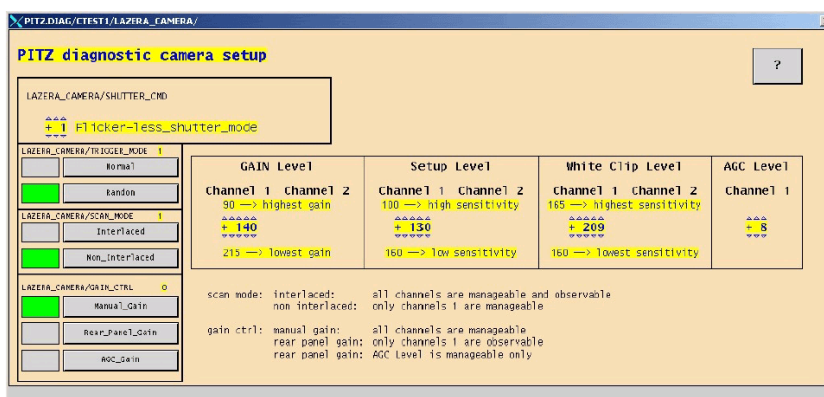 PITZ.DIAG/CTEST1/LAZERA_CAMERA/
PITZ diagnostic camera setup
?
LAZERA_CAMERA/SHUTTER_CMD
+ 1 Flicker-less_shutter_mode
LAZERA_CAMERA/TRIGGER_MODE 1
Normal
Random
LAZERA_CAMERA/SCAN_MODE 1
Interlaced
Non_Interlaced
LAZERA_CAMERA/GAIN_CTRL 0
Manual_Gain
Rear_Panel_Gain
AGC_Gain
GAIN Level
Channel 1 Channel 2
90 --> highest gain
+ 140
215 --> lowest gain
Setup Level
Channel 1 Channel 2
100 --> high sensitivity
+ 130
160 --> low sensitivity
White Clip Level
Channel 1 Channel 2
165 --> highest sensitivity
+ 209
160 --> lowest sensitivity
AGC Level
Channel 1
+ 8
scan mode: interlaced: all channels are manageable and observable
non interlaced: only channels 1 are manageable
gain ctrl: manual gain: all channels are manageable
rear panel gain: only channels 1 are observable
rear panel gain: AGC Level is manageable only